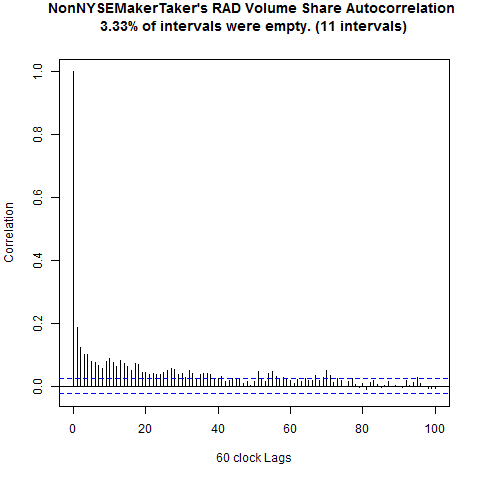 NonNYSEMakerTaker's RAD Volume Share Autocorrelation
3.33% of intervals were empty. (11 intervals)
Correlation
1.0
0.8
0.6
0.4
0.2
0.0
0 20 40 60 80 100
60 clock Lags